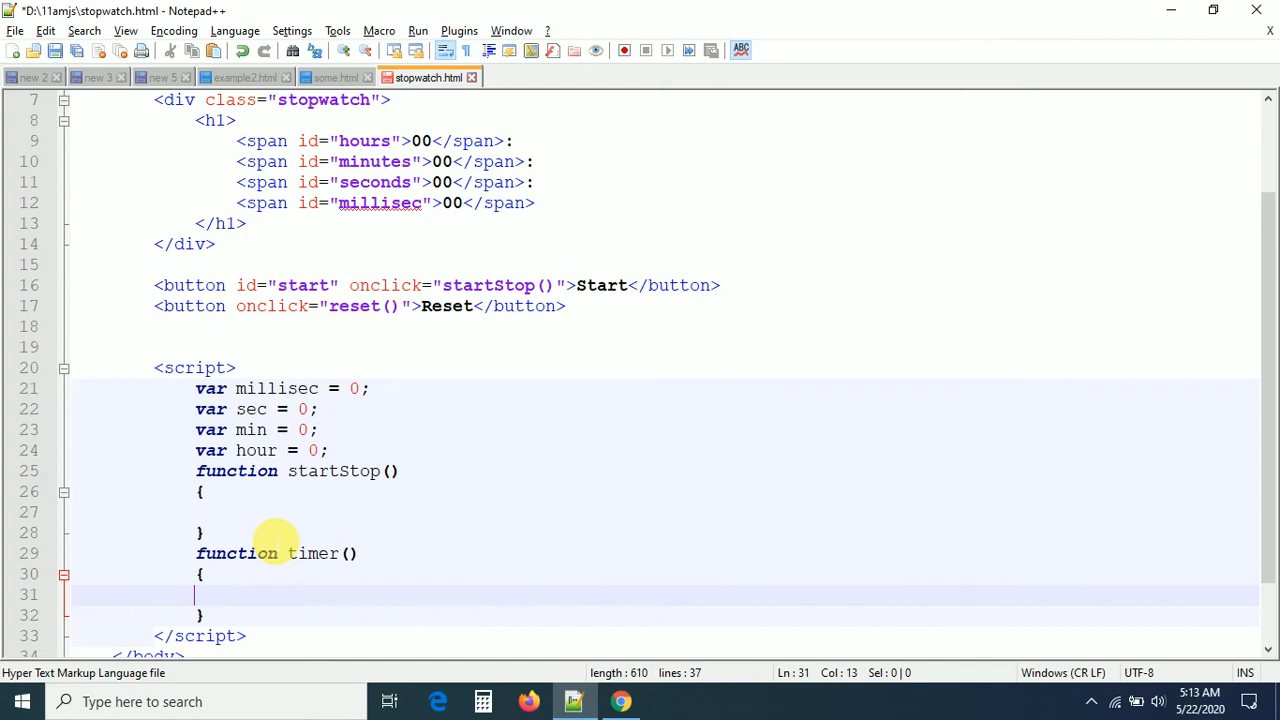 *D:\11amjs\stopwatch.html - Notepad++
File Edit Search View Encoding Language Settings Tools Macro Run Plugins Window ?
X
ABC
new 2 new 3 new 5 example2.html some.html stopwatch.html
7 <div class="stopwatch">
8 <h1>
9 <span id="hours">00</span>:
10 <span id="minutes">00</span>:
11 <span id="seconds">00</span>:
12 <span id="millisec">00</span>
13 </h1>
14 </div>
15
16 <button id="start" onclick="startStop()">Start</button>
17 <button onclick="reset()">Reset</button>
18
19
20 <script>
21 var millisec = 0;
22 var sec = 0;
23 var min = 0;
24 var hour = 0;
25 function startStop()
26 {
27
28 }
29 function timer()
30 {
31
32 }
33 </script>
34 </body>
Hyper Text Markup Language file length : 610 lines : 37 Ln : 31 Col : 13 Sel : 0 | 0 Windows (CR LF) UTF-8 INS
Type here to search
5:13 AM
5/22/2020